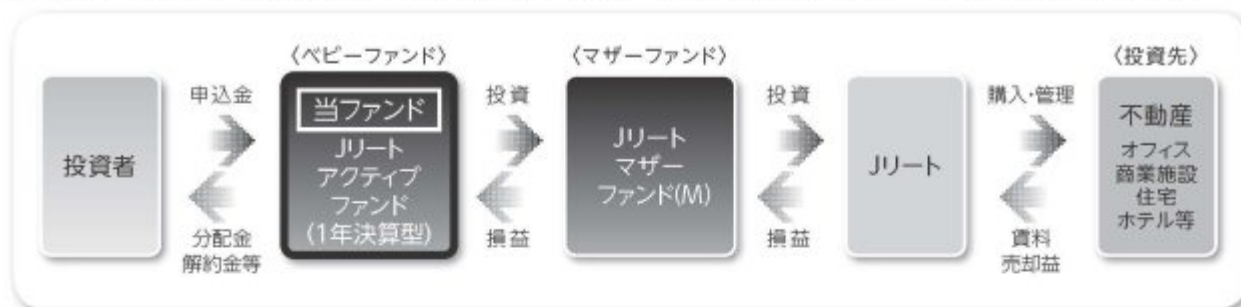 〈ベビーファンド〉
〈マザーファンド〉
〈投資先〉
投資者
申込金
分配金
解約金等
当ファンド
Jリート
アクティブ
ファンド
(1年決算型)
投資
損益
Jリート
マザー
ファンド(M)
投資
損益
Jリート
購入・管理
賃料
売却益
不動産
オフィス
商業施設
住宅
ホテル等